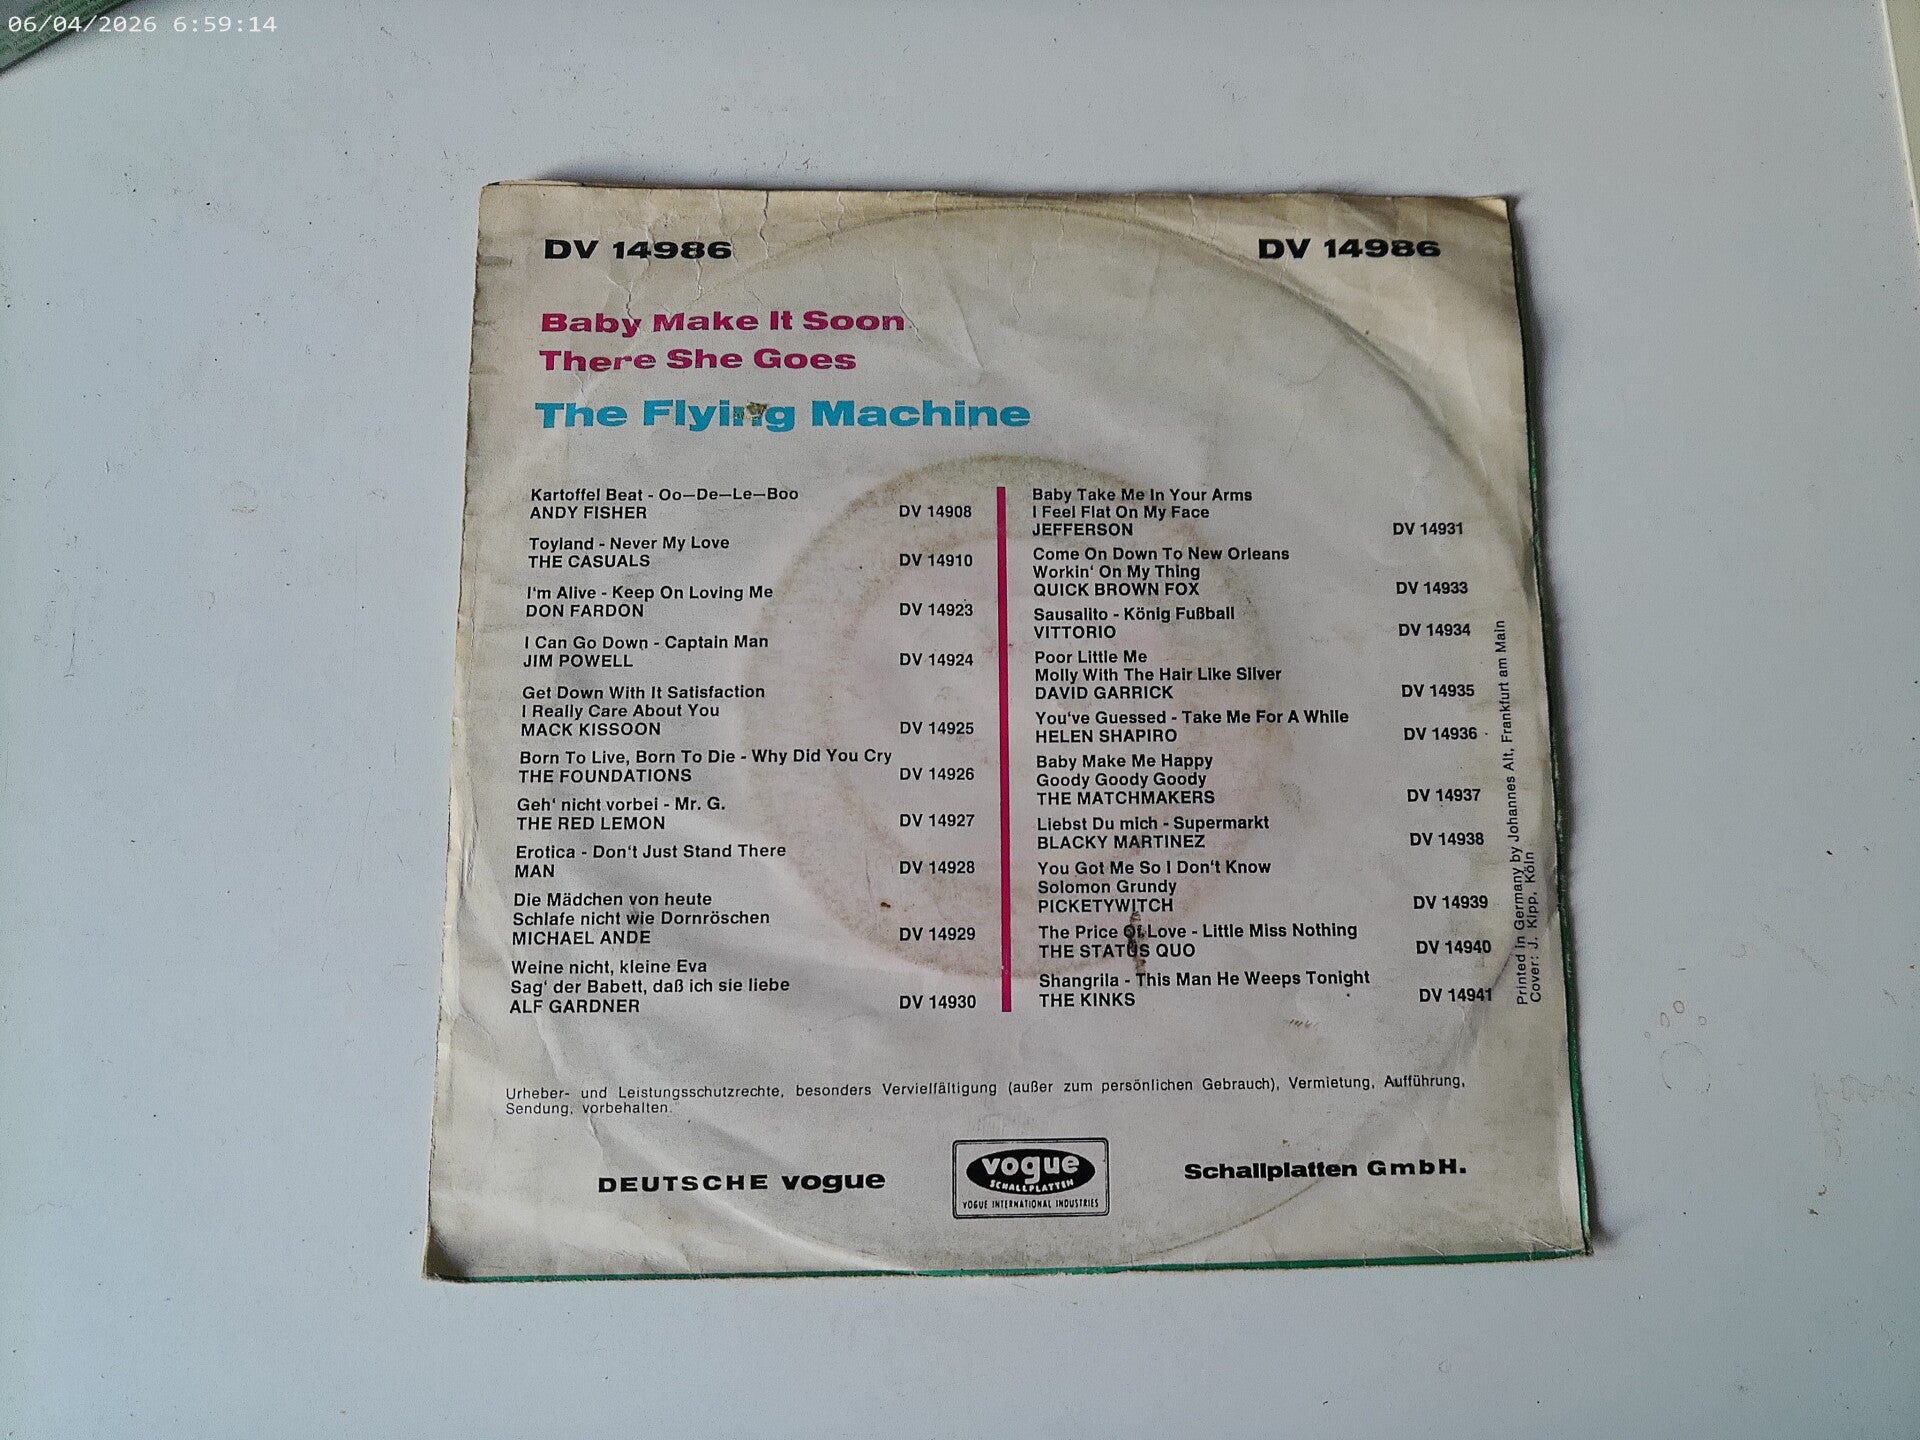 06/04/2026 6:59:14
DV 14986
DV 14986
Baby Make It Soon
There She Goes
The Flying Machine
Kartoffel Beat - Oo—De—Le—Boo
ANDY FISHER DV 14908
Toyland - Never My Love
THE CASUALS DV 14910
I'm Alive - Keep On Loving Me
DON FARDON DV 14923
I Can Go Down - Captain Man
JIM POWELL DV 14924
Get Down With It Satisfaction
I Really Care About You
MACK KISSOON DV 14925
Born To Live, Born To Die - Why Did You Cry
THE FOUNDATIONS DV 14926
Geh' nicht vorbei - Mr. G.
THE RED LEMON DV 14927
Erotica - Don't Just Stand There
MAN DV 14928
Die Mädchen von heute
Schlafe nicht wie Dornröschen
MICHAEL ANDE DV 14929
Weine nicht, kleine Eva
Sag' der Babett, daß ich sie liebe
ALF GARDNER DV 14930
Baby Take Me In Your Arms
I Feel Flat On My Face
JEFFERSON DV 14931
Come On Down To New Orleans
Workin' On My Thing
QUICK BROWN FOX DV 14933
Sausalito - König Fußball
VITTORIO DV 14934
Poor Little Me
Molly With The Hair Like Silver
DAVID GARRICK DV 14935
You've Guessed - Take Me For A While
HELEN SHAPIRO DV 14936
Baby Make Me Happy
Goody Goody Goody
THE MATCHMAKERS DV 14937
Liebst Du mich - Supermarkt
BLACKY MARTINEZ DV 14938
You Got Me So I Don't Know
Solomon Grundy
PICKETYWITCH DV 14939
The Price Of Love - Little Miss Nothing
THE STATUS QUO DV 14940
Shangrila - This Man He Weeps Tonight
THE KINKS DV 14941
Printed in Germany by Johannes Alt, Frankfurt am Main
Cover: J. Kipp, Köln
Urheber- und Leistungsschutzrechte, besonders Vervielfältigung (außer zum persönlichen Gebrauch), Vermietung, Aufführung,
Sendung, vorbehalten.
DEUTSCHE vogue
vogue
SCHALLPLATTEN
VOGUE INTERNATIONAL INDUSTRIES
Schallplatten GmbH.